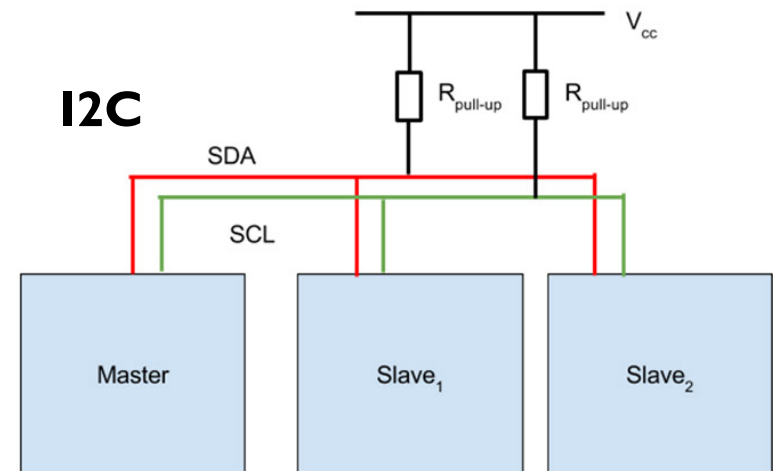 Vcc
I2C
Rpull-up
Rpull-up
SDA
SCL
Master
Slave1
Slave2